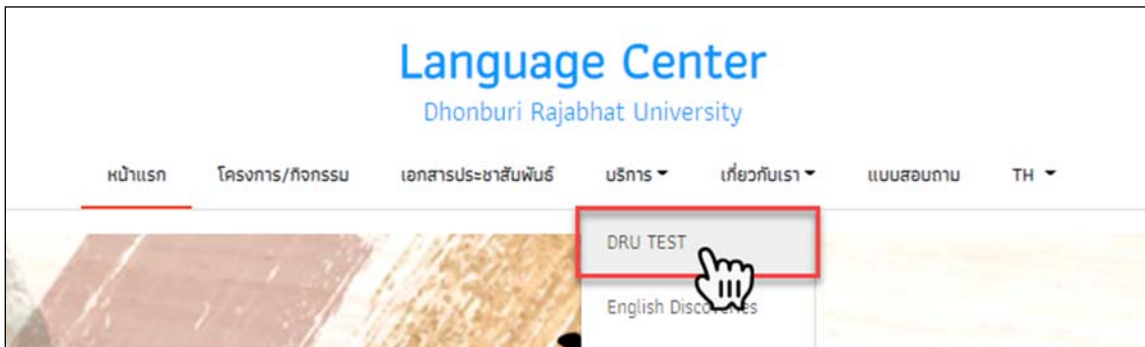 Language Center
Dhonburi Rajabhat University
หน้าแรก โครงการ/กิจกรรม เอกสารประชาสัมพันธ์ บริการ เกี่ยวกับเรา แบบสอบถาม TH
DRU TEST
English Discoveries